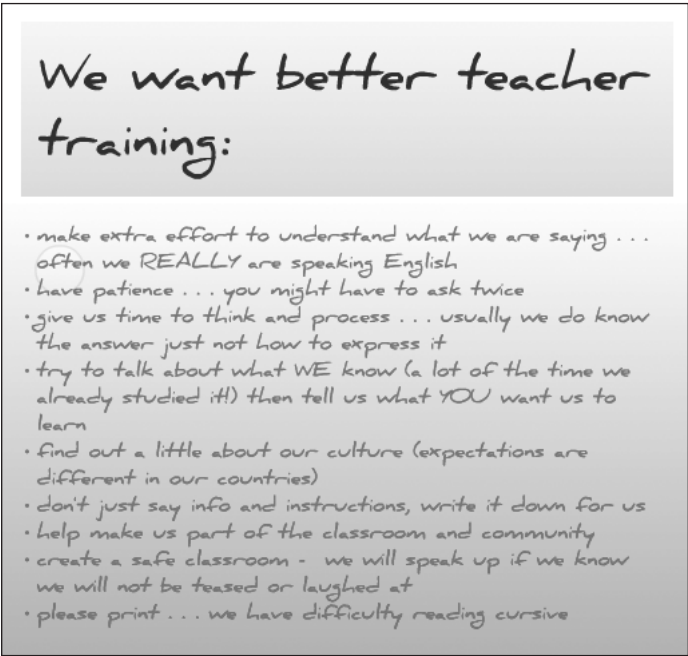 We want better teacher
training:
• make extra effort to understand what we are saying . . .
often we REALLY are speaking English
• have patience . . . you might have to ask twice
• give us time to think and process . . . usually we do know
the answer just not how to express it
• try to talk about what WE know (a lot of the time we
already studied it!) then tell us what YOU want us to
learn
• find out a little about our culture (expectations are
different in our countries)
• don't just say info and instructions, write it down for us
• help make us part of the classroom and community
• create a safe classroom - we will speak up if we know
we will not be teased or laughed at
• please print . . . we have difficulty reading cursive